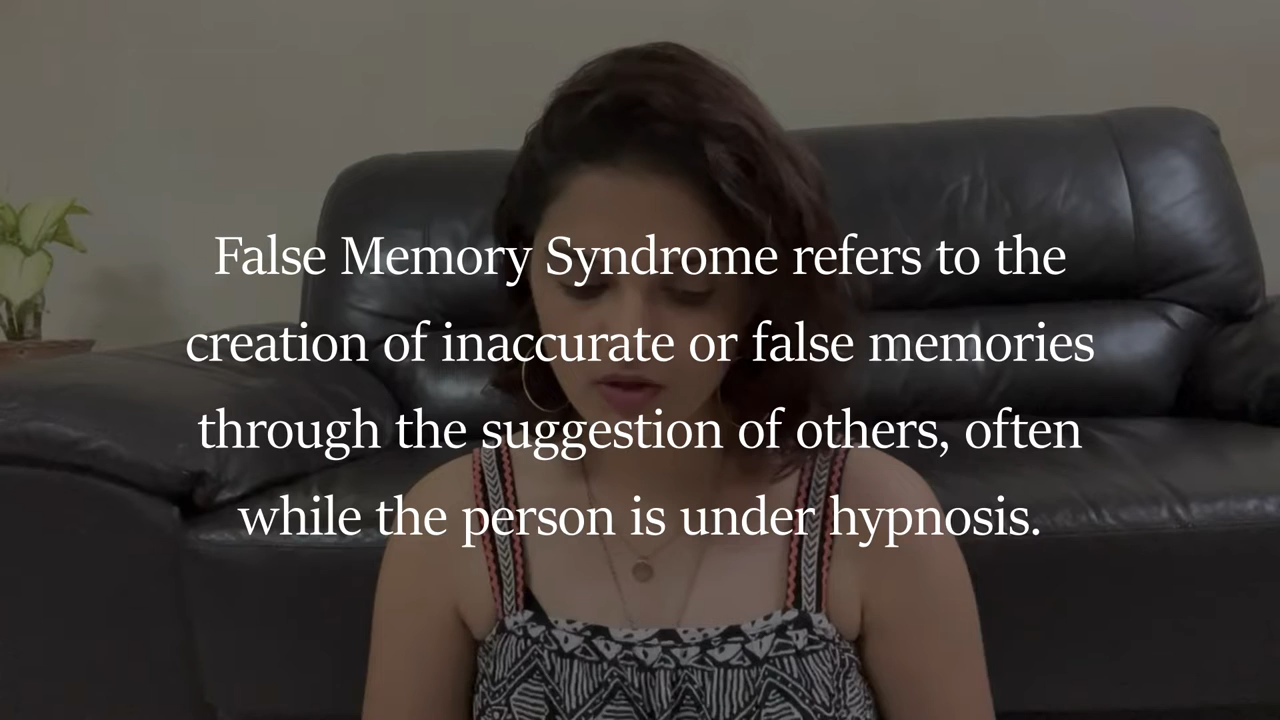 False Memory Syndrome refers to the
creation of inaccurate or false memories
through the suggestion of others, often
while the person is under hypnosis.